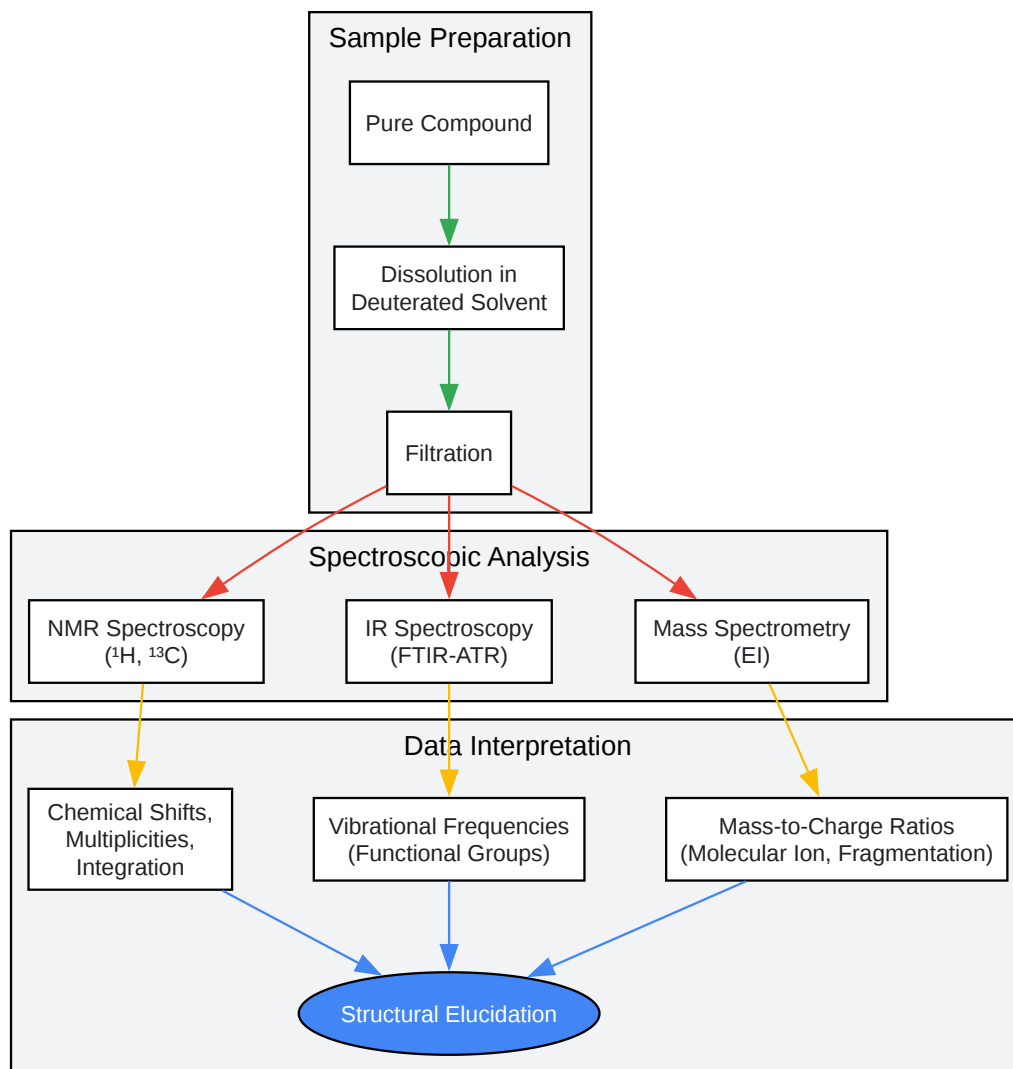 Sample Preparation
Pure Compound
Dissolution in
Deuterated Solvent
Filtration
Spectroscopic Analysis
NMR Spectroscopy
(¹H, ¹³C)
IR Spectroscopy
(FTIR-ATR)
Mass Spectrometry
(EI)
Data Interpretation
Chemical Shifts,
Multiplicities,
Integration
Vibrational Frequencies
(Functional Groups)
Mass-to-Charge Ratios
(Molecular Ion, Fragmentation)
Structural Elucidation